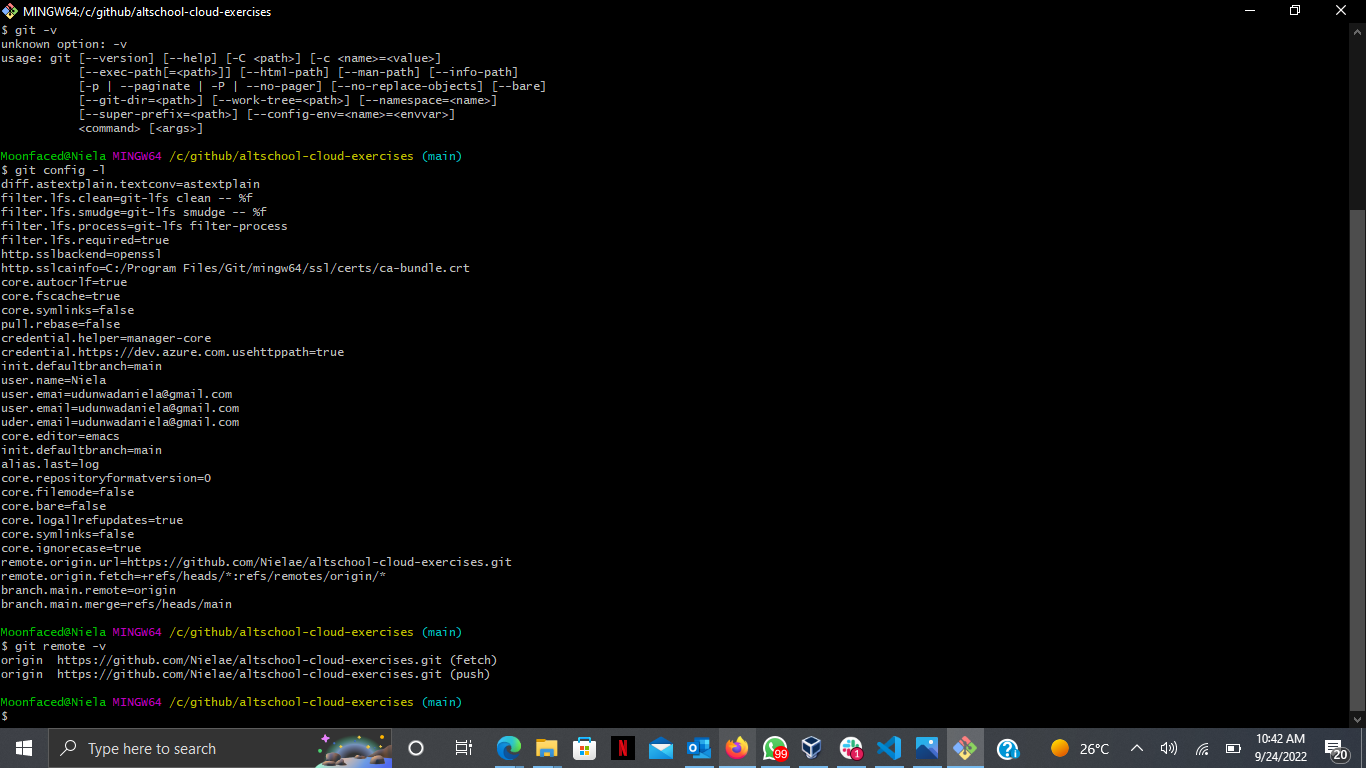 MINGW64:/c/github/altschool-cloud-exercises
$ git -v
unknown option: -v
usage: git [--version] [--help] [-C <path>] [-c <name>=<value>]
           [--exec-path[=<path>]] [--html-path] [--man-path] [--info-path]
           [-p | --paginate | -P | --no-pager] [--no-replace-objects] [--bare]
           [--git-dir=<path>] [--work-tree=<path>] [--namespace=<name>]
           [--super-prefix=<path>] [--config-env=<name>=<envvar>]
           <command> [<args>]
Moonfaced@Niela MINGW64 /c/github/altschool-cloud-exercises (main)
$ git config -l
diff.astextplain.textconv=astextplain
filter.lfs.clean=git-lfs clean -- %f
filter.lfs.smudge=git-lfs smudge -- %f
filter.lfs.process=git-lfs filter-process
filter.lfs.required=true
http.sslbackend=openssl
http.sslcainfo=C:/Program Files/Git/mingw64/ssl/certs/ca-bundle.crt
core.autocrlf=true
core.fscache=true
core.symlinks=false
pull.rebase=false
credential.helper=manager-core
credential.https://dev.azure.com.usehttppath=true
init.defaultbranch=main
user.name=Niela
user.emai=udunwadaniela@gmail.com
user.email=udunwadaniela@gmail.com
uder.email=udunwadaniela@gmail.com
core.editor=emacs
init.defaultbranch=main
alias.last=log
core.repositoryformatversion=0
core.filemode=false
core.bare=false
core.logallrefupdates=true
core.symlinks=false
core.ignorecase=true
remote.origin.url=https://github.com/Nielae/altschool-cloud-exercises.git
remote.origin.fetch=+refs/heads/*:refs/remotes/origin/*
branch.main.remote=origin
branch.main.merge=refs/heads/main
Moonfaced@Niela MINGW64 /c/github/altschool-cloud-exercises (main)
$ git remote -v
origin  https://github.com/Nielae/altschool-cloud-exercises.git (fetch)
origin  https://github.com/Nielae/altschool-cloud-exercises.git (push)
Moonfaced@Niela MINGW64 /c/github/altschool-cloud-exercises (main)
$
Type here to search
N
99
1
26°C
10:42 AM
9/24/2022
20